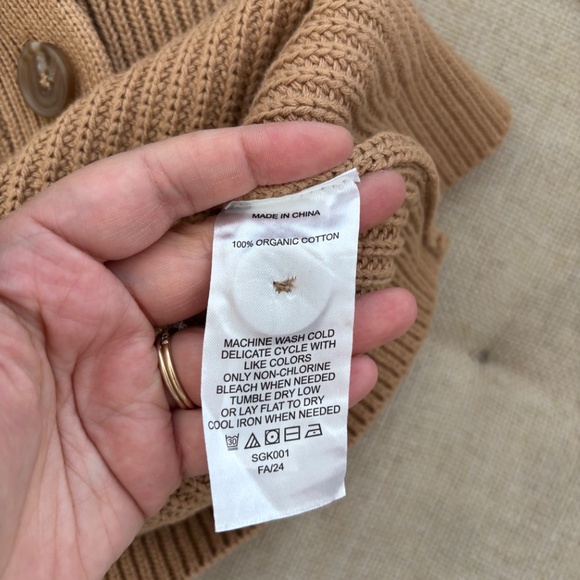 MADE IN CHINA
100% ORGANIC COTTON
MACHINE WASH COLD
DELICATE CYCLE WITH
LIKE COLORS
ONLY NON-CHLORINE
BLEACH WHEN NEEDED
TUMBLE DRY LOW
OR LAY FLAT TO DRY
COOL IRON WHEN NEEDED
30
SGK001
FA/24